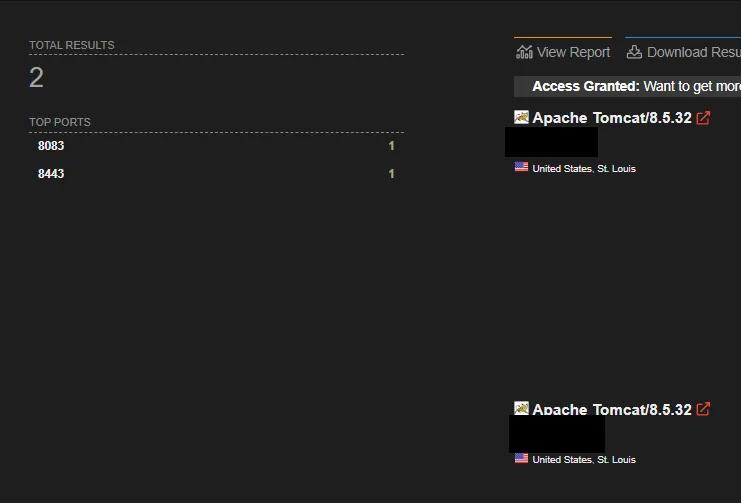 TOTAL RESULTS
2
TOP PORTS
8083 1
8443 1
View Report Download Resu
Access Granted: Want to get more
Apache Tomcat/8.5.32
United States, St. Louis
Apache Tomcat/8.5.32
United States, St. Louis